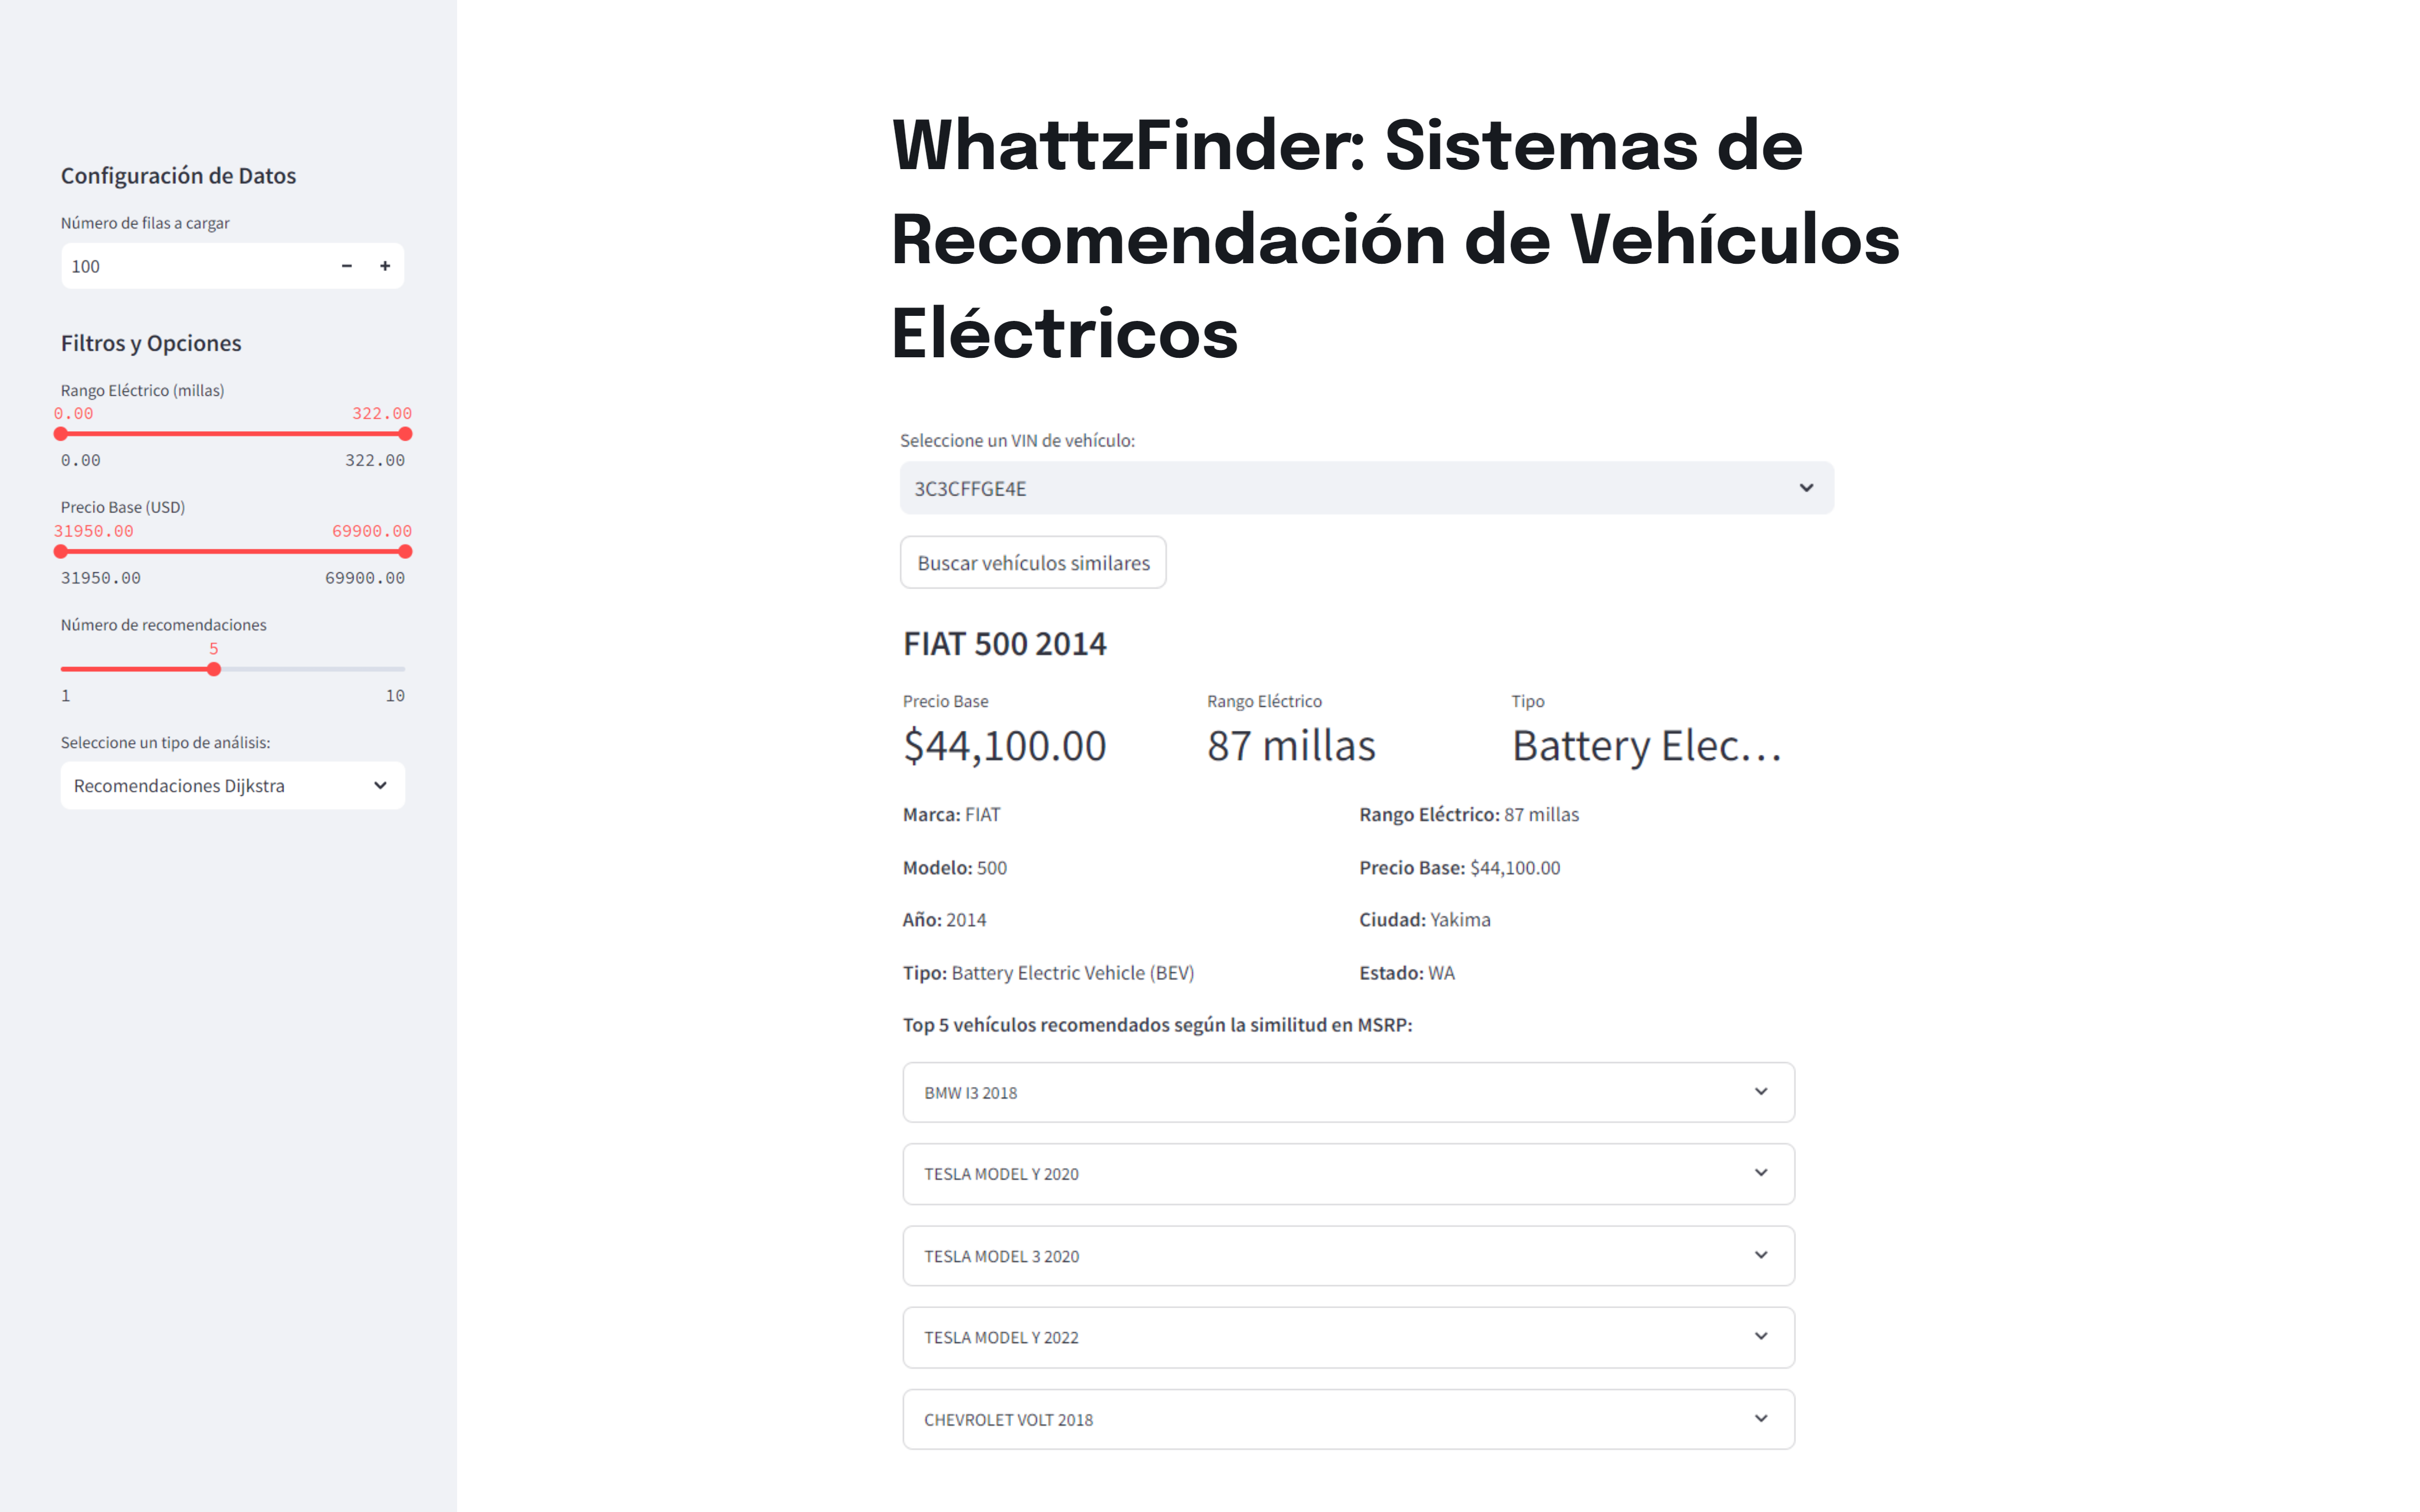 Configuración de Datos
Número de filas a cargar
100
Filtros y Opciones
Rango Eléctrico (millas)
0.00 322.00
0.00 322.00
Precio Base (USD)
31950.00 69900.00
31950.00 69900.00
Número de recomendaciones
5
1 10
Seleccione un tipo de análisis:
Recomendaciones Dijkstra
WhattzFinder: Sistemas de
Recomendación de Vehículos
Eléctricos
Seleccione un VIN de vehículo:
3C3CFFGE4E
Buscar vehículos similares
FIAT 500 2014
Precio Base Rango Eléctrico Tipo
$44,100.00 87 millas Battery Elec...
Marca: FIAT Rango Eléctrico: 87 millas
Modelo: 500 Precio Base: $44,100.00
Año: 2014 Ciudad: Yakima
Tipo: Battery Electric Vehicle (BEV) Estado: WA
Top 5 vehículos recomendados según la similitud en MSRP:
BMW I3 2018
TESLA MODEL Y 2020
TESLA MODEL 3 2020
TESLA MODEL Y 2022
CHEVROLET VOLT 2018